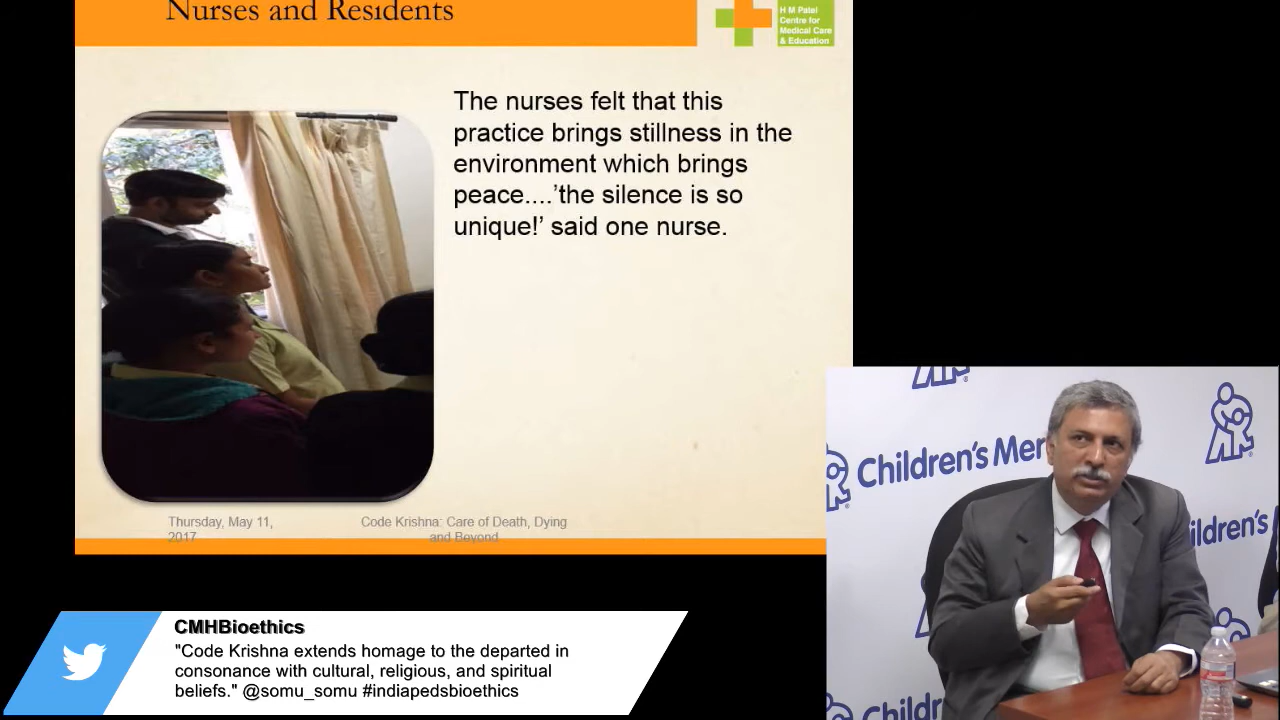 Nurses and Residents
H M Patel
Centre for
Medical Care
& Education
The nurses felt that this
practice brings stillness in the
environment which brings
peace....’the silence is so
unique!’ said one nurse.
Thursday, May 11,
2017
Code Krishna: Care of Death, Dying
and Beyond
Children's Mer
ildren's
Children's
CMHBioethics
"Code Krishna extends homage to the departed in
consonance with cultural, religious, and spiritual
beliefs." @somu_somu #indiapedsbioethics